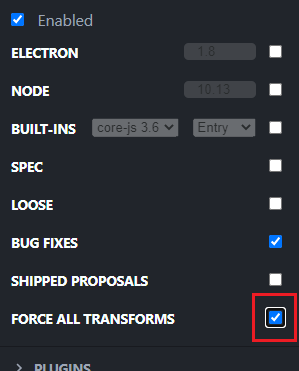 Enabled
ELECTRON 1.8
NODE 10.13
BUILT-INS core-js 3.6 Entry
SPEC
LOOSE
BUG FIXES
SHIPPED PROPOSALS
FORCE ALL TRANSFORMS
PLUGINS